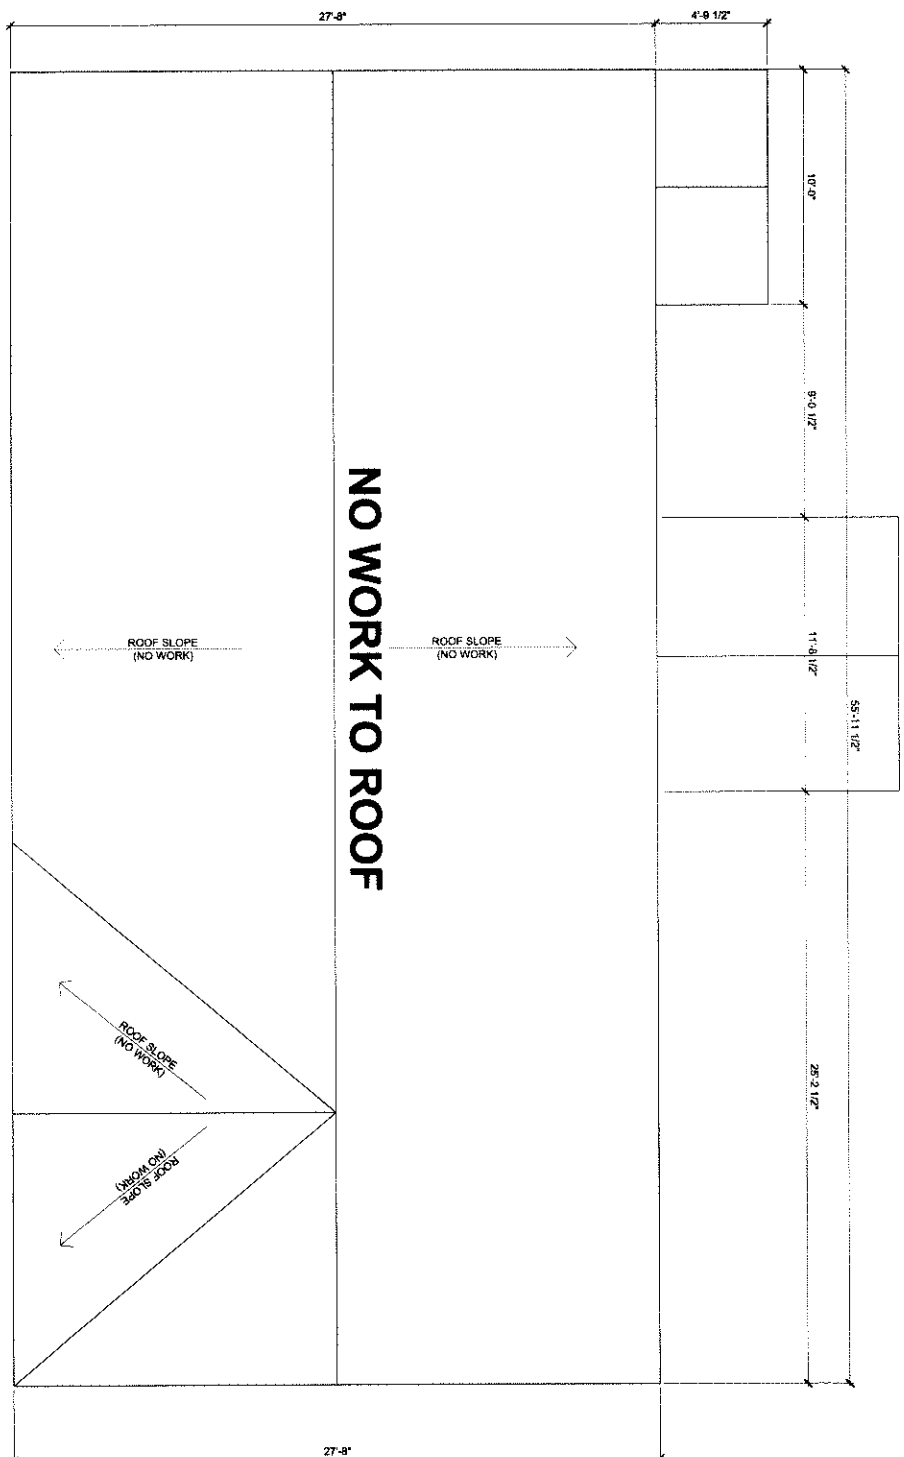 27'-8"
4'-9 1/2"
10'-0"
9'-0 1/2"
11'-8 1/2"
55'-11 1/2"
25'-2 1/2"
NO WORK TO ROOF
ROOF SLOPE
(NO WORK)
ROOF SLOPE
(NO WORK)
ROOF SLOPE
(NO WORK)
ROOF SLOPE
(NO WORK)
27'-8"